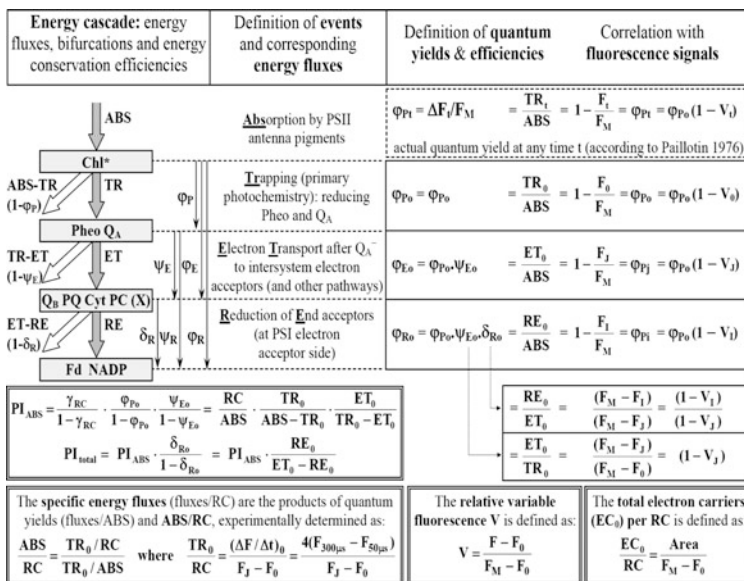 Energy cascade: energy
fluxes, bifurcations and energy
conservation efficiencies
Definition of events
and corresponding
energy fluxes
Definition of quantum
yields & efficiencies
Correlation with
fluorescence signals
ABS
Chl*
ABS-TR
(1-φP)
TR
Pheo QA
TR-ET
(1-ψE)
ET
QB PQ Cyt PC (X)
ET-RE
(1-δR)
RE
Fd NADP
φP
ψE
φE
δR
ψR
φR
Absorption by PSII
antenna pigments
Trapping (primary
photochemistry): reducing
Pheo and QA
Electron Transport after QA⁻
to intersystem electron
acceptors (and other pathways)
Reduction of End acceptors
(at PSI electron
acceptor side)
φPt = ΔFt/FM = TRt/ABS = 1 − Ft/FM = φPt = φPo (1 − Vt)
actual quantum yield at any time t (according to Paillotin 1976)
φPo = φPo = TR0/ABS = 1 − F0/FM = φPo = φPo (1 − V0)
φEo = φPo.ψEo = ET0/ABS = 1 − FJ/FM = φPj = φPo (1 − VJ)
φRo = φPo.ψEo.δRo = RE0/ABS = 1 − FI/FM = φPi = φPo (1 − VI)
= RE0/ET0 = (FM − FI)/(FM − FJ) = (1 − VI)/(1 − VJ)
= ET0/TR0 = (FM − FJ)/(FM − F0) = (1 − VJ)
PIABS = γRC/(1 − γRC) · φPo/(1 − φPo) · ψEo/(1 − ψEo) = RC/ABS · TR0/(ABS − TR0) · ET0/(TR0 − ET0)
PItotal = PIABS · δRo/(1 − δRo) = PIABS · RE0/(ET0 − RE0)
The specific energy fluxes (fluxes/RC) are the products of quantum
yields (fluxes/ABS) and ABS/RC, experimentally determined as:
ABS/RC = (TR0/RC)/(TR0/ABS) where TR0/RC = (ΔF/Δt)0/(FJ − F0) = 4(F300μs − F50μs)/(FJ − F0)
The relative variable
fluorescence V is defined as:
V = (F − F0)/(FM − F0)
The total electron carriers
(EC0) per RC is defined as:
EC0/RC = Area/(FM − F0)